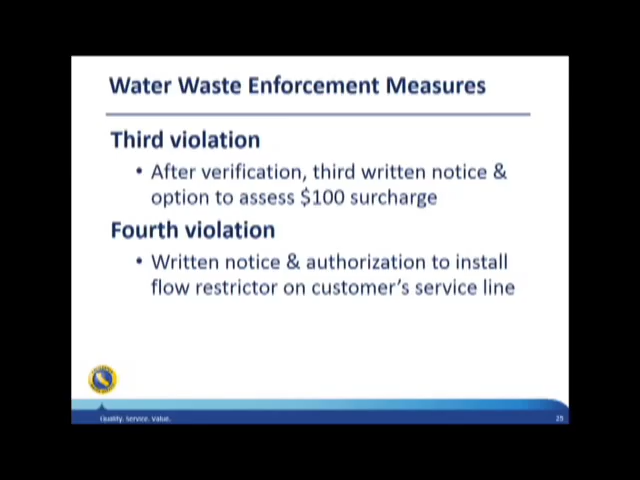 Water Waste Enforcement Measures
Third violation
• After verification, third written notice &
option to assess $100 surcharge
Fourth violation
• Written notice & authorization to install
flow restrictor on customer's service line
Quality. Service. Value.
25